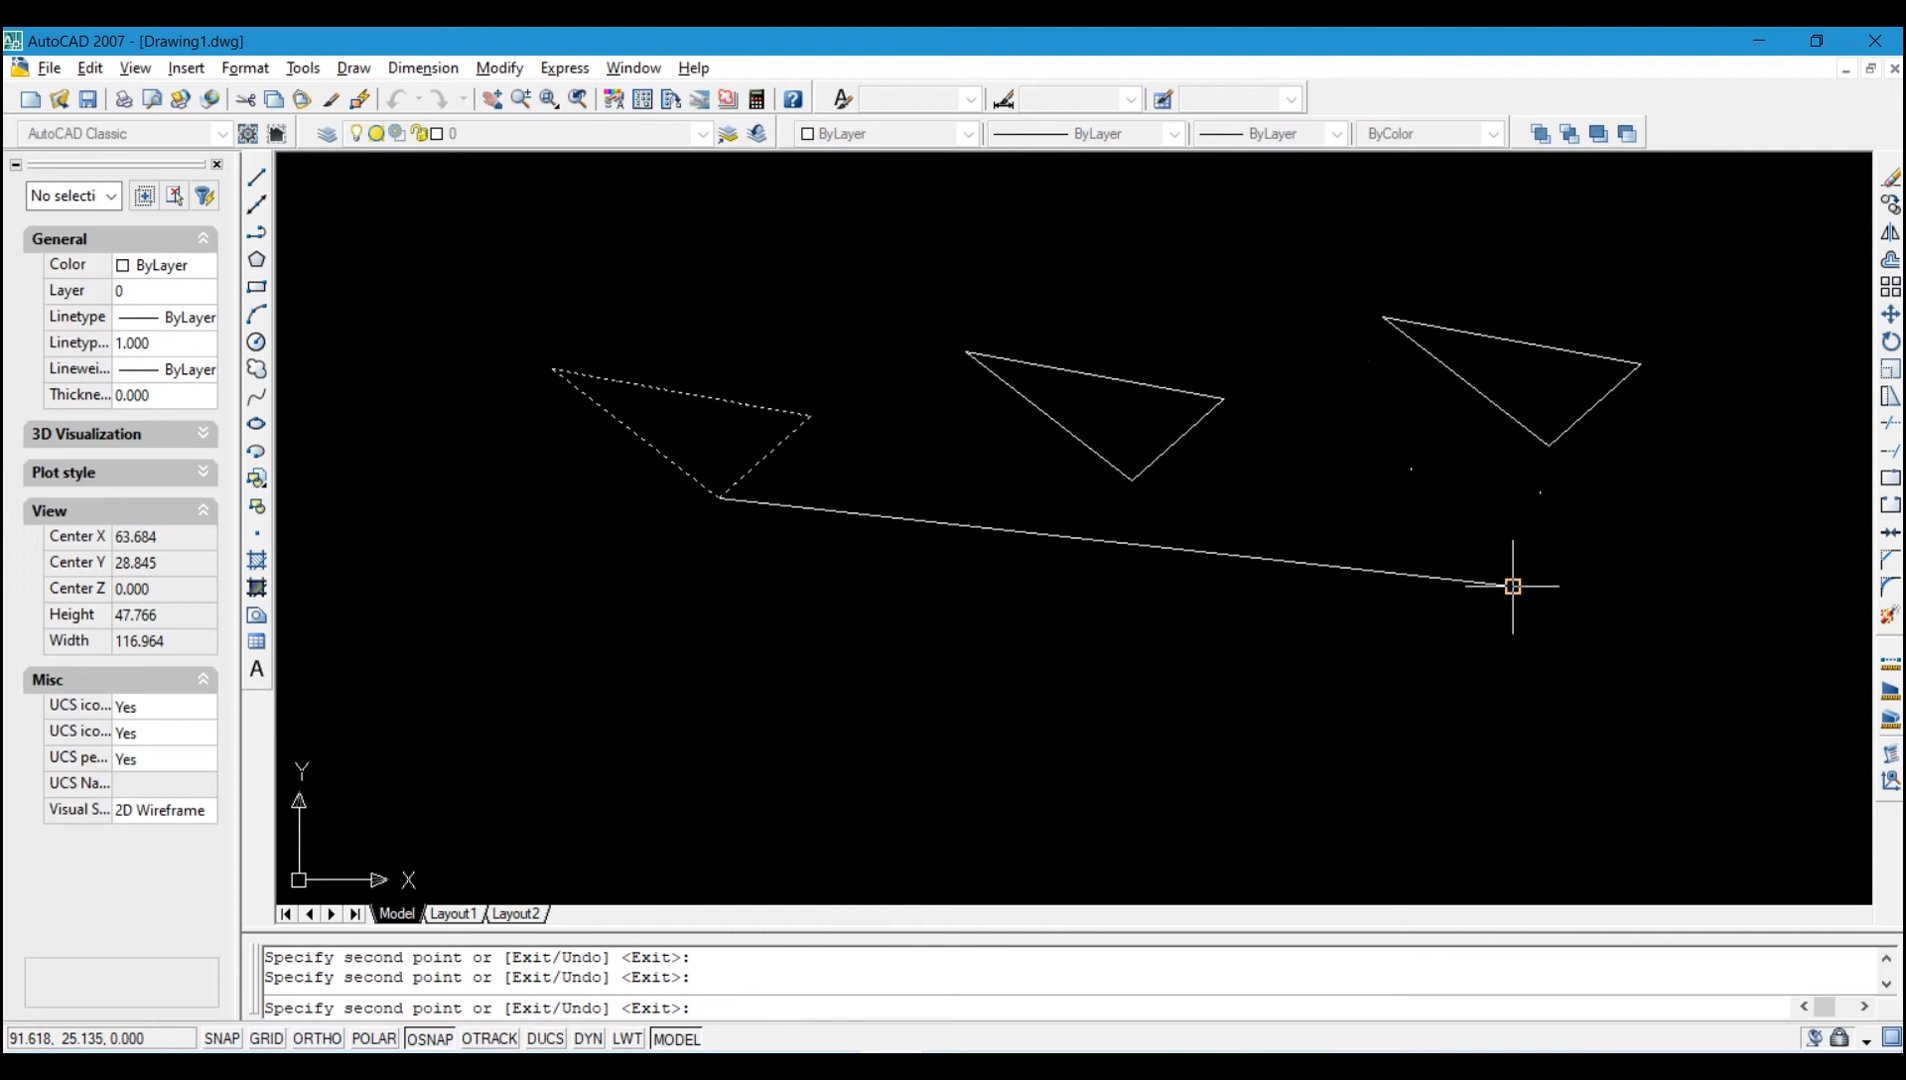 AutoCAD 2007 - [Drawing1.dwg]
File Edit View Insert Format Tools Draw Dimension Modify Express Window Help
AutoCAD Classic 0 ByLayer ByLayer ByLayer ByColor
No selecti
General
Color ByLayer
Layer 0
Linetype ByLayer
Linetyp... 1.000
Linewei... ByLayer
Thickne... 0.000
3D Visualization
Plot style
View
Center X 63.684
Center Y 28.845
Center Z 0.000
Height 47.766
Width 116.964
Misc
UCS ico... Yes
UCS ico... Yes
UCS pe... Yes
UCS Na...
Visual S... 2D Wireframe
A
Y
X
Model Layout1 Layout2
Specify second point or [Exit/Undo] <Exit>:
Specify second point or [Exit/Undo] <Exit>:
Specify second point or [Exit/Undo] <Exit>:
91.618, 25.135, 0.000 SNAP GRID ORTHO POLAR OSNAP OTRACK DUCS DYN LWT MODEL